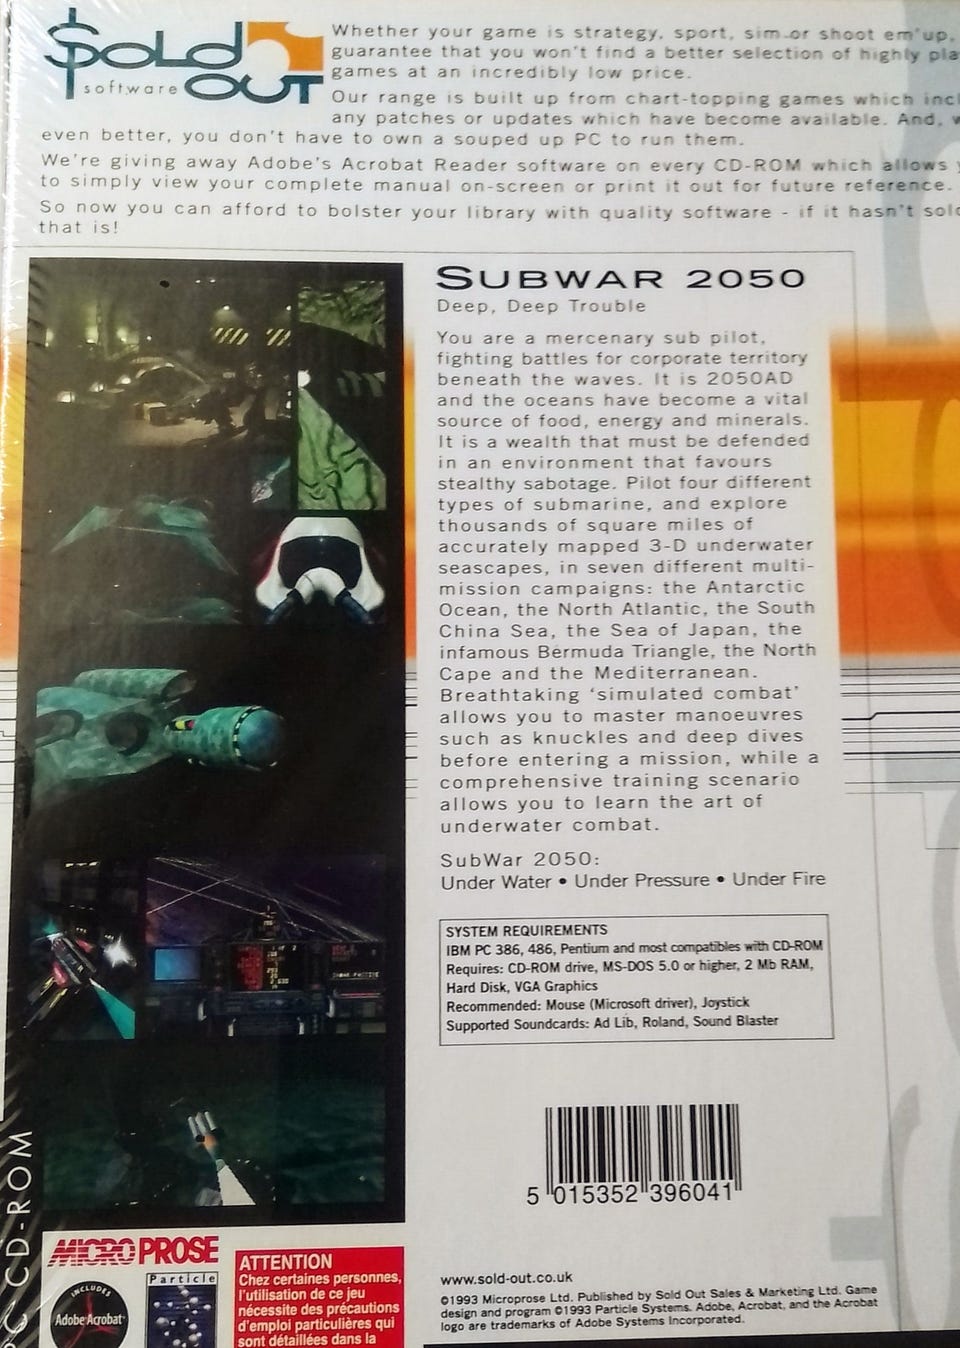 SOLD OUT
software
Whether your game is strategy, sport, sim or shoot em'up,
guarantee that you won't find a better selection of highly
games at an incredibly low price.
Our range is built up from chart-topping games which
any patches or updates which have become available. And,
even better, you don't have to own a souped up PC to run them.
We're giving away Adobe's Acrobat Reader software on every CD-ROM which allows
to simply view your complete manual on-screen or print it out for future reference.
So now you can afford to bolster your library with quality software - if it hasn't
that is!
SUBWAR 2050
Deep, Deep Trouble
You are a mercenary sub pilot,
fighting battles for corporate territory
beneath the waves. It is 2050AD
and the oceans have become a vital
source of food, energy and minerals.
It is a wealth that must be defended
in an environment that favours
stealthy sabotage. Pilot four different
types of submarine, and explore
thousands of square miles of
accurately mapped 3-D underwater
seascapes, in seven different multi-
mission campaigns: the Antarctic
Ocean, the North Atlantic, the South
China Sea, the Sea of Japan, the
infamous Bermuda Triangle, the North
Cape and the Mediterranean.
Breathtaking 'simulated combat'
allows you to master manoeuvres
such as knuckles and deep dives
before entering a mission, while a
comprehensive training scenario
allows you to learn the art of
underwater combat.
SubWar 2050:
Under Water • Under Pressure • Under Fire
SYSTEM REQUIREMENTS
IBM PC 386, 486, Pentium and most compatibles with CD-ROM
Requires: CD-ROM drive, MS-DOS 5.0 or higher, 2 Mb RAM,
Hard Disk, VGA Graphics
Recommended: Mouse (Microsoft driver), Joystick
Supported Soundcards: Ad Lib, Roland, Sound Blaster
5 015352 396041
CD-ROM
MICROPROSE
INCLUDES
Adobe Acrobat
Particle
ATTENTION
Chez certaines personnes,
l'utilisation de ce jeu
nécessite des précautions
d'emploi particulières qui
sont détaillées dans la
www.sold-out.co.uk
©1993 Microprose Ltd. Published by Sold Out Sales & Marketing Ltd. Game
design and program ©1993 Particle Systems. Adobe, Acrobat, and the Acrobat
logo are trademarks of Adobe Systems Incorporated.